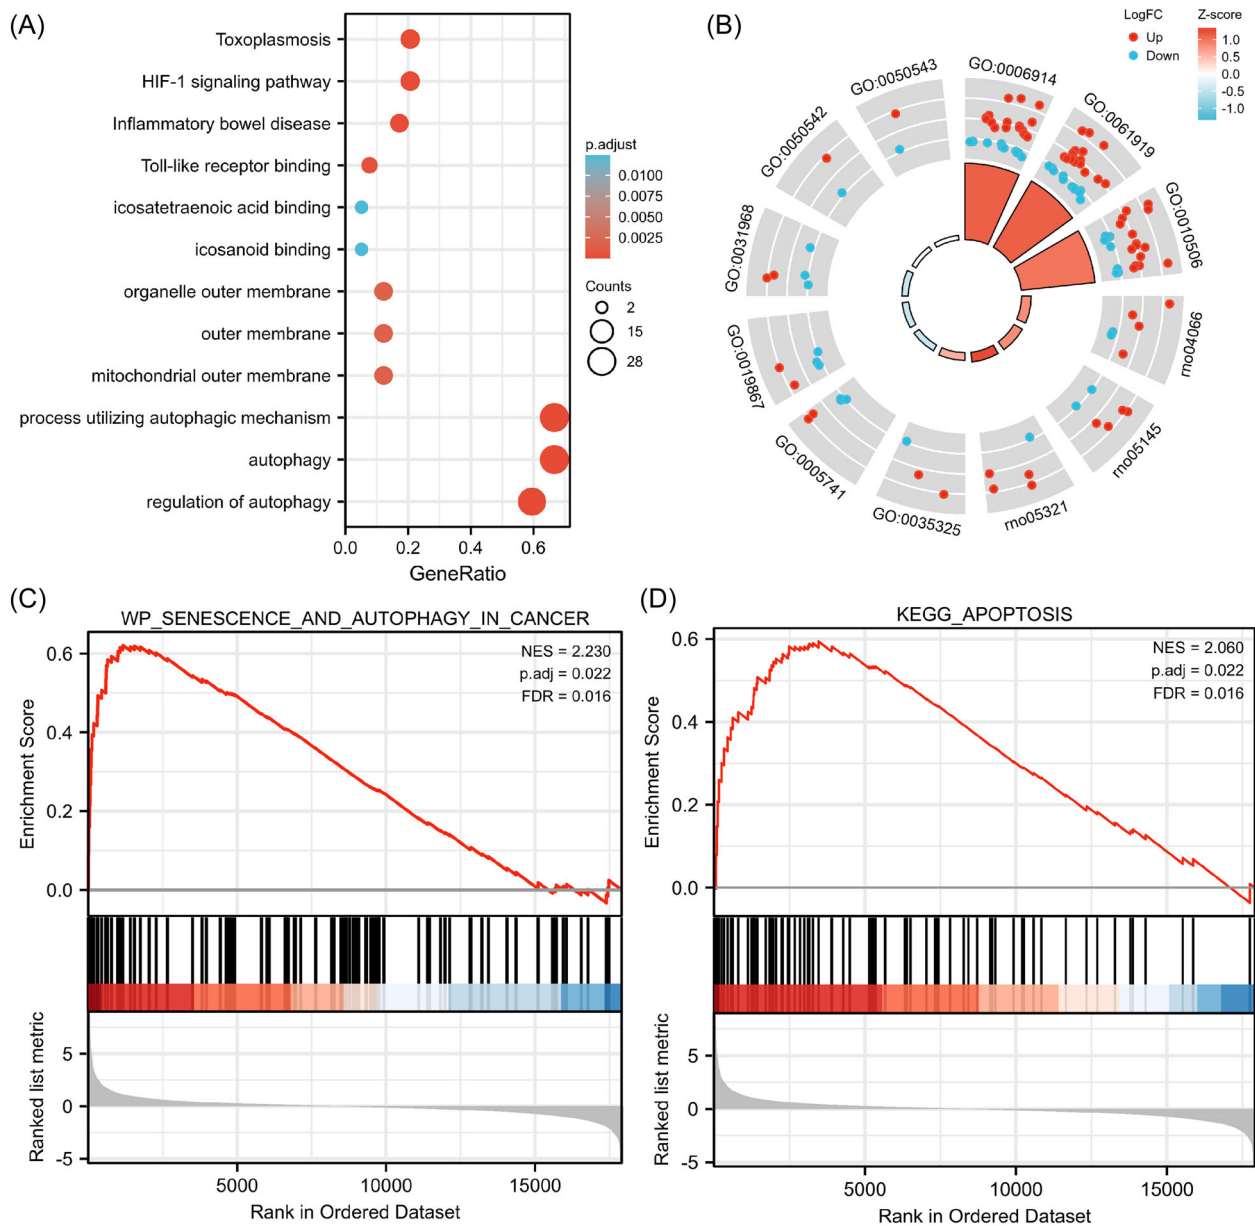 (A)
Toxoplasmosis
HIF-1 signaling pathway
Inflammatory bowel disease
Toll-like receptor binding
icosatetraenoic acid binding
icosanoid binding
organelle outer membrane
outer membrane
mitochondrial outer membrane
process utilizing autophagic mechanism
autophagy
regulation of autophagy
0.0 0.2 0.4 0.6
GeneRatio
p.adjust
0.0100
0.0075
0.0050
0.0025
Counts
2
15
28
(B)
LogFC
Up
Down
Z-score
1.0
0.5
0.0
-0.5
-1.0
GO:0006914
GO:0061919
GO:0010506
rno04066
rno05145
rno05321
GO:0035325
GO:0005741
GO:0019867
GO:0031968
GO:0050542
GO:0050543
(C)
WP_SENESCENCE_AND_AUTOPHAGY_IN_CANCER
NES = 2.230
p.adj = 0.022
FDR = 0.016
Enrichment Score
0.6
0.4
0.2
0.0
Ranked list metric
5
0
-5
5000 10000 15000
Rank in Ordered Dataset
(D)
KEGG_APOPTOSIS
NES = 2.060
p.adj = 0.022
FDR = 0.016
Enrichment Score
0.6
0.4
0.2
0.0
Ranked list metric
5
0
-5
5000 10000 15000
Rank in Ordered Dataset